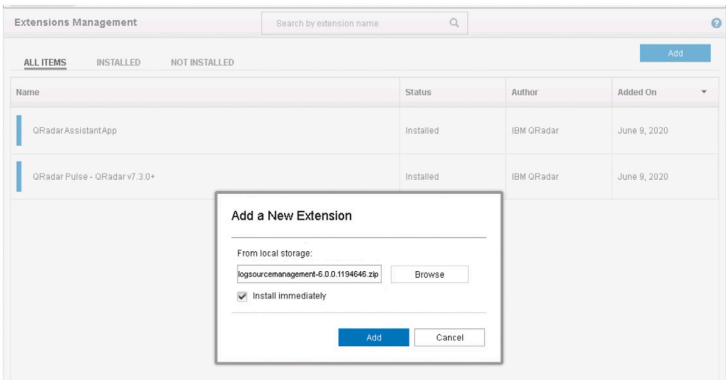 Extensions Management
Search by extension name
Add
ALL ITEMS INSTALLED NOT INSTALLED
Name Status Author Added On
QRadarAssistantApp Installed IBM QRadar June 9, 2020
QRadar Pulse - QRadar v7.3.0+ Installed IBM QRadar June 9, 2020
Add a New Extension
From local storage:
logsourcemanagement-6.0.0.1194646.zip Browse
Install immediately
Add Cancel